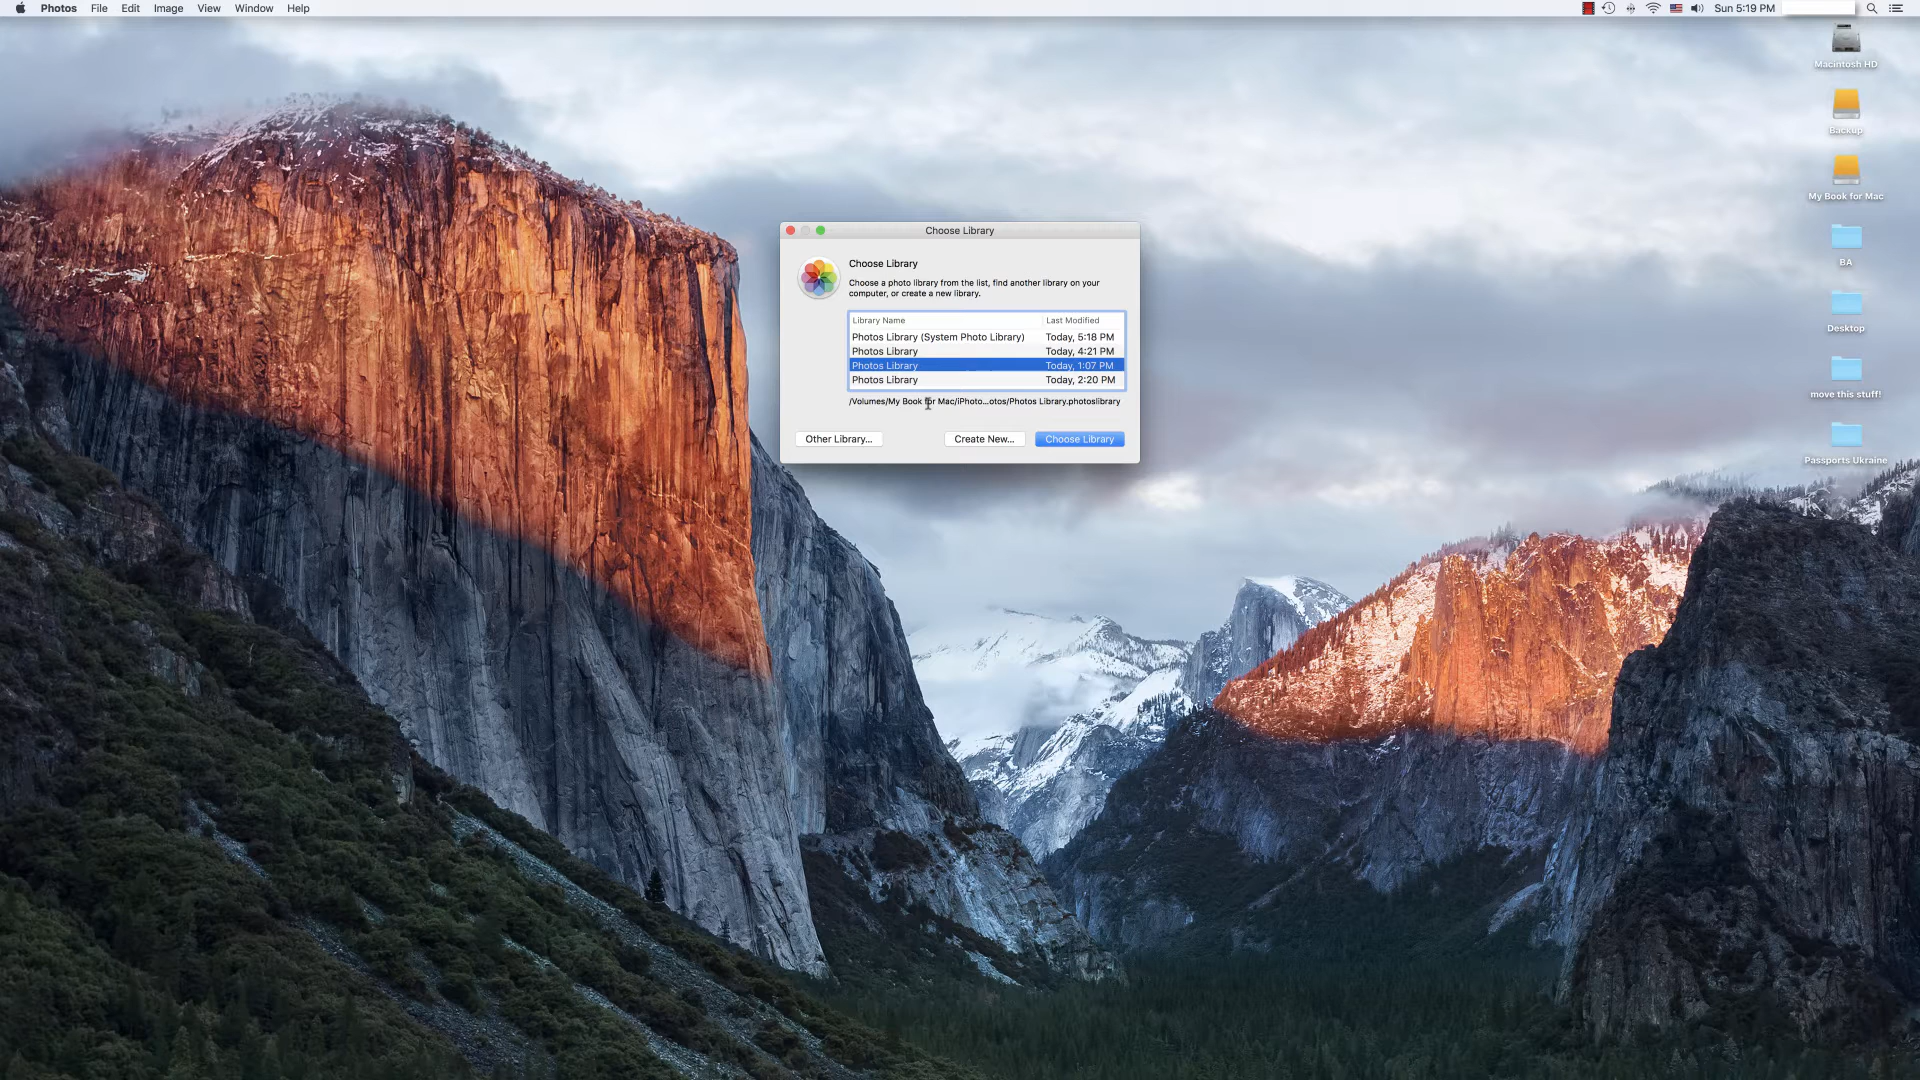 Photos File Edit Image View Window Help Sun 5:19 PM
Macintosh HD
Backup
My Book for Mac
BA
Desktop
move this stuff!
Passports Ukraine
Choose Library
Choose Library
Choose a photo library from the list, find another library on your
computer, or create a new library.
Library Name Last Modified
Photos Library (System Photo Library) Today, 5:18 PM
Photos Library Today, 4:21 PM
Photos Library Today, 1:07 PM
Photos Library Today, 2:20 PM
/Volumes/My Book for Mac/iPhoto...otos/Photos Library.photoslibrary
Other Library... Create New... Choose Library